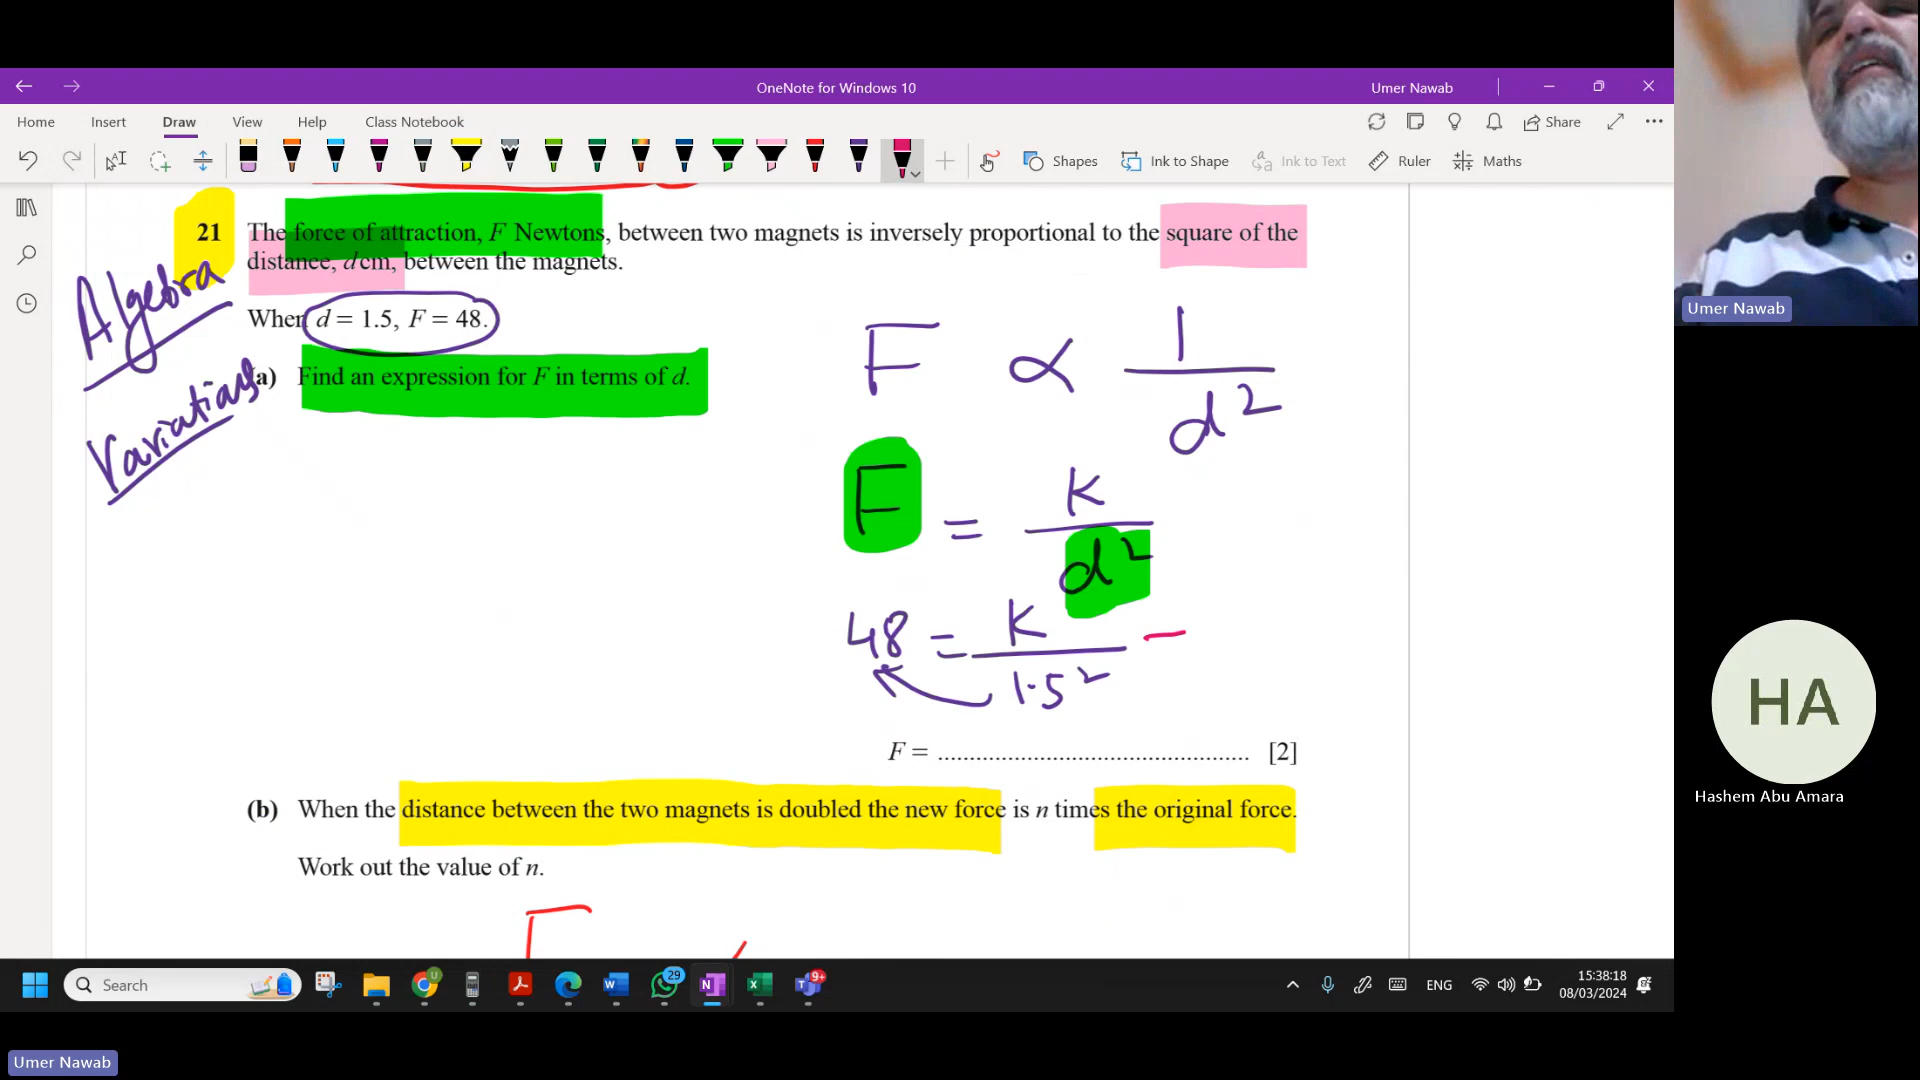 OneNote for Windows 10
Umer Nawab
Home Insert Draw View Help Class Notebook
Share
Shapes Ink to Shape Ink to Text Ruler Maths
21 The force of attraction, F Newtons, between two magnets is inversely proportional to the square of the
distance, d cm, between the magnets.
When d = 1.5, F = 48.
Algebra
Variations
(a) Find an expression for F in terms of d.
F ∝ 1/d²
F = K/d²
48 = K/1.5²
F = .................................................. [2]
(b) When the distance between the two magnets is doubled the new force is n times the original force.
Work out the value of n.
F
Umer Nawab
HA
Hashem Abu Amara
Search
U
W
29
N
X
9+
ENG
15:38:18
08/03/2024
Umer Nawab